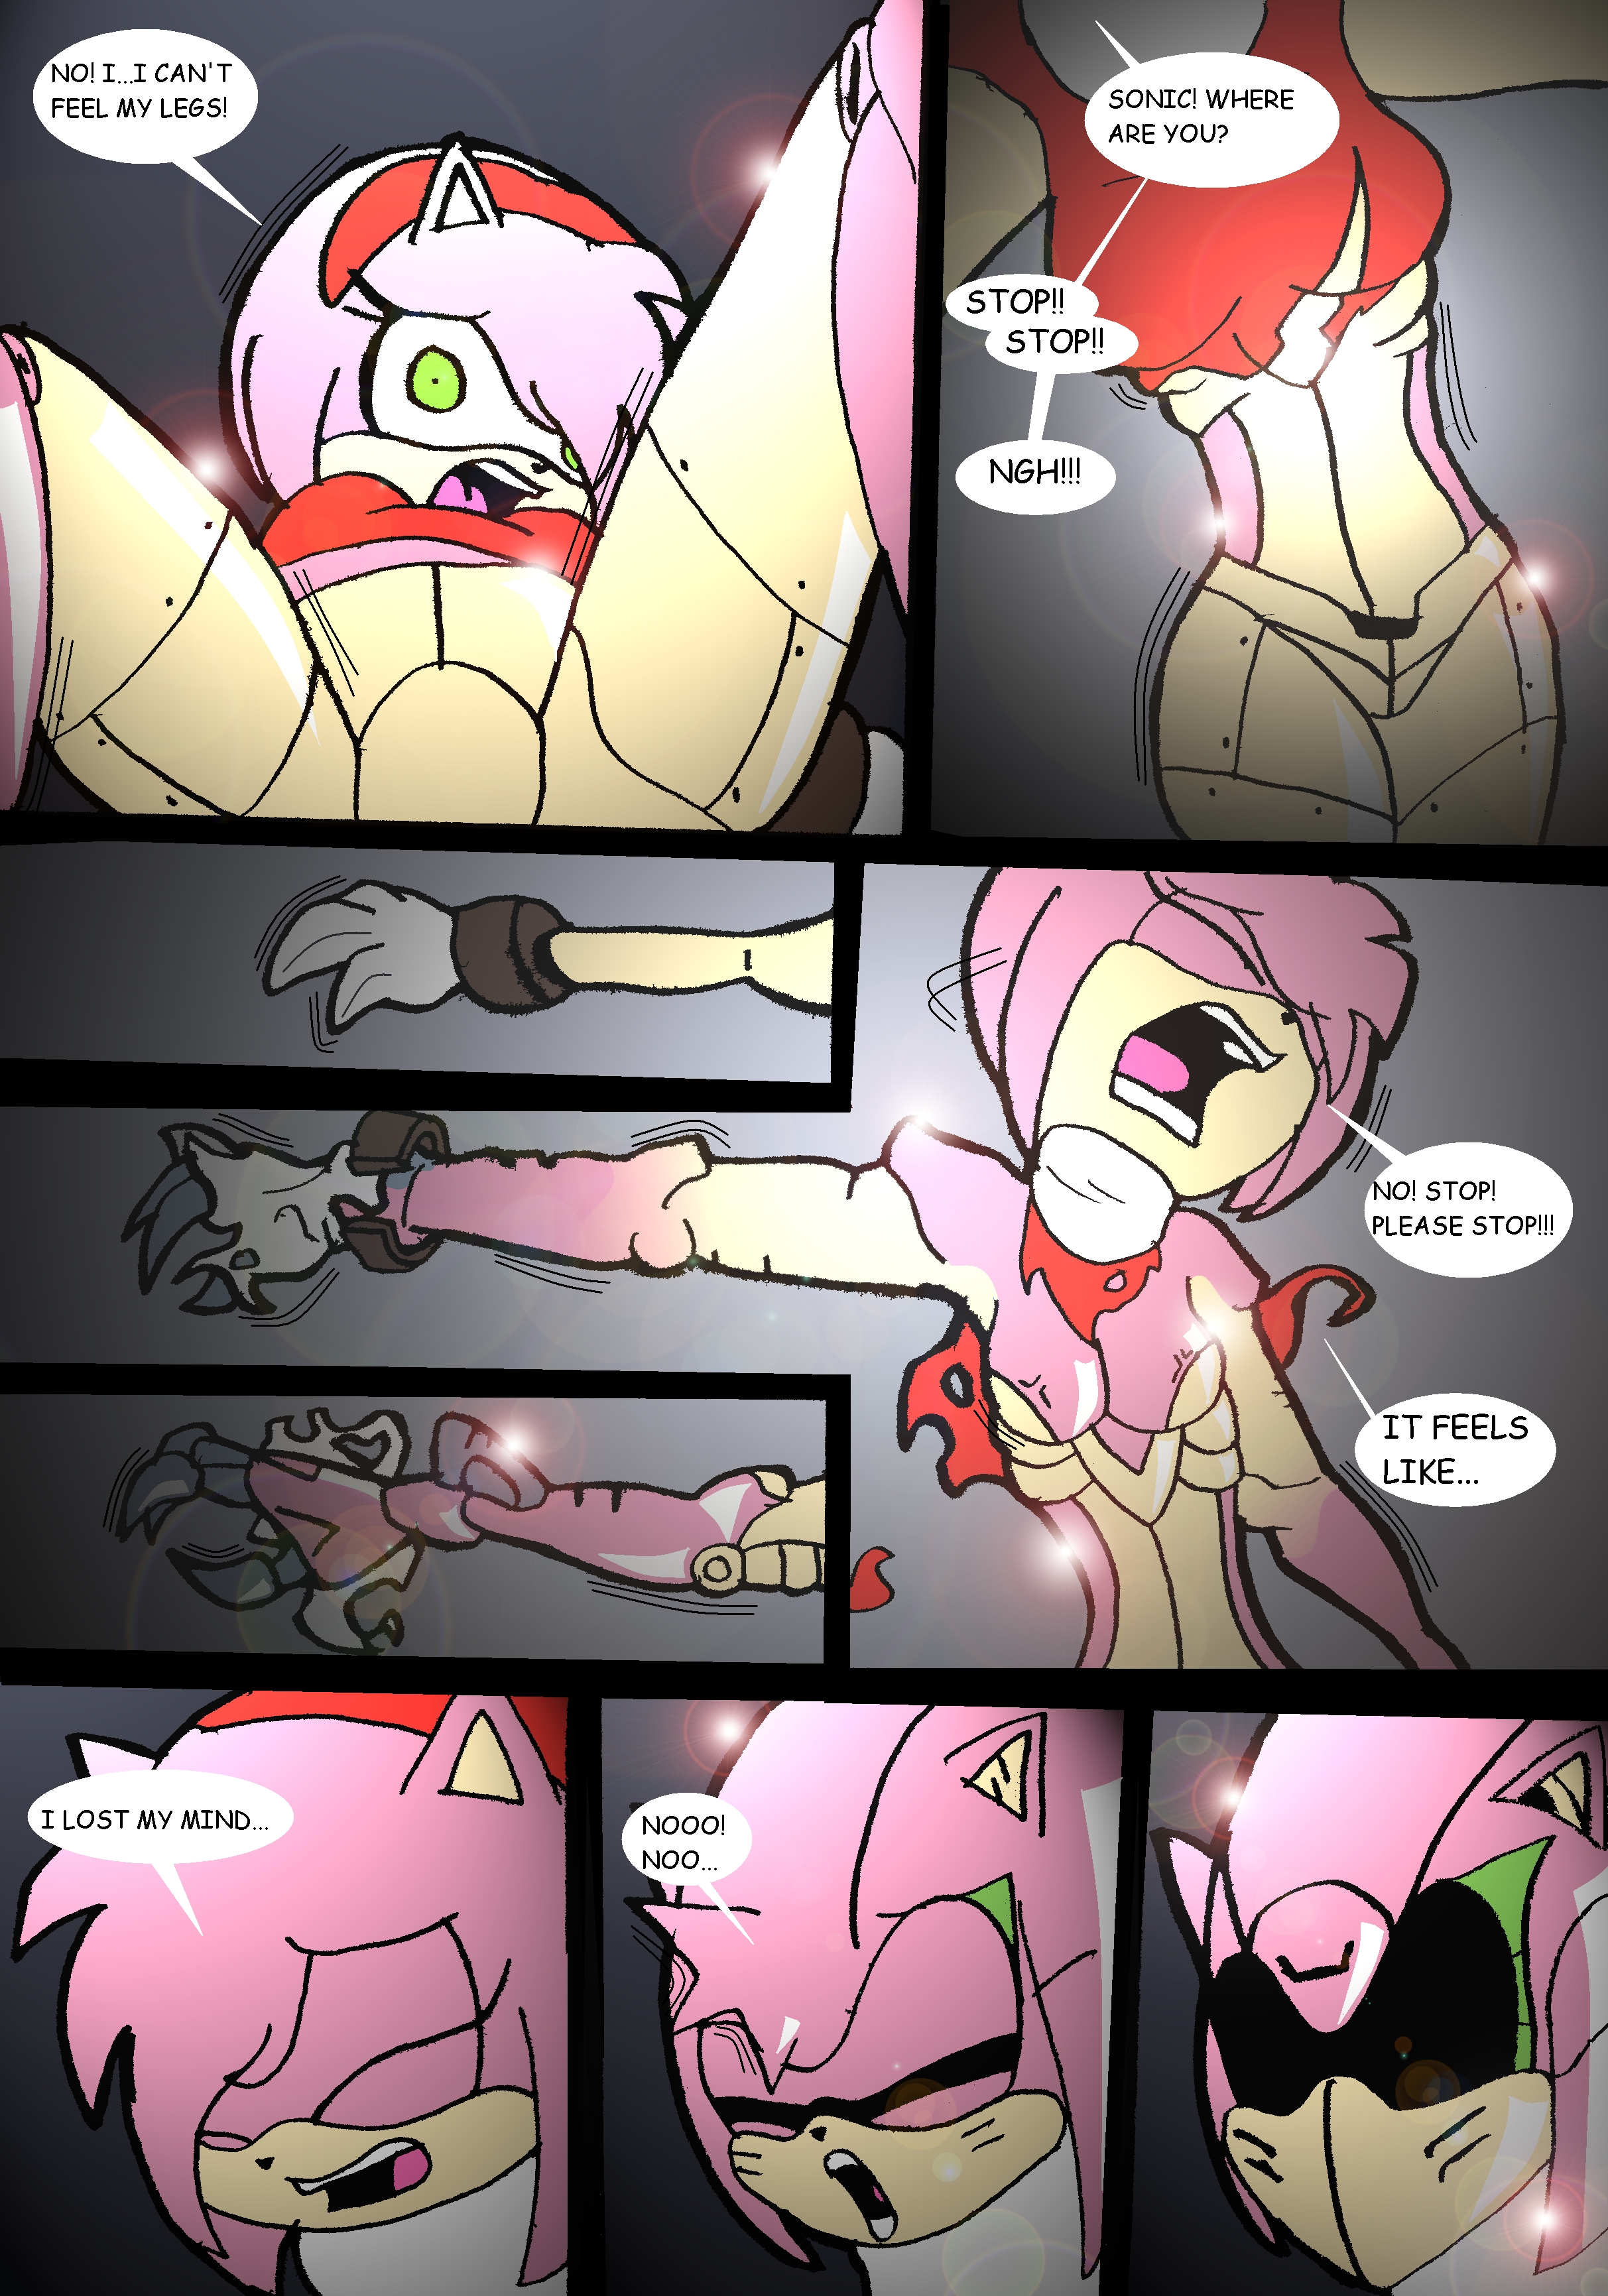 NO! I...I CAN'T
FEEL MY LEGS!
SONIC! WHERE
ARE YOU?
STOP!!
STOP!!
NGH!!!
NO! STOP!
PLEASE STOP!!!
IT FEELS
LIKE...
I LOST MY MIND...
NOOO!
NOO...